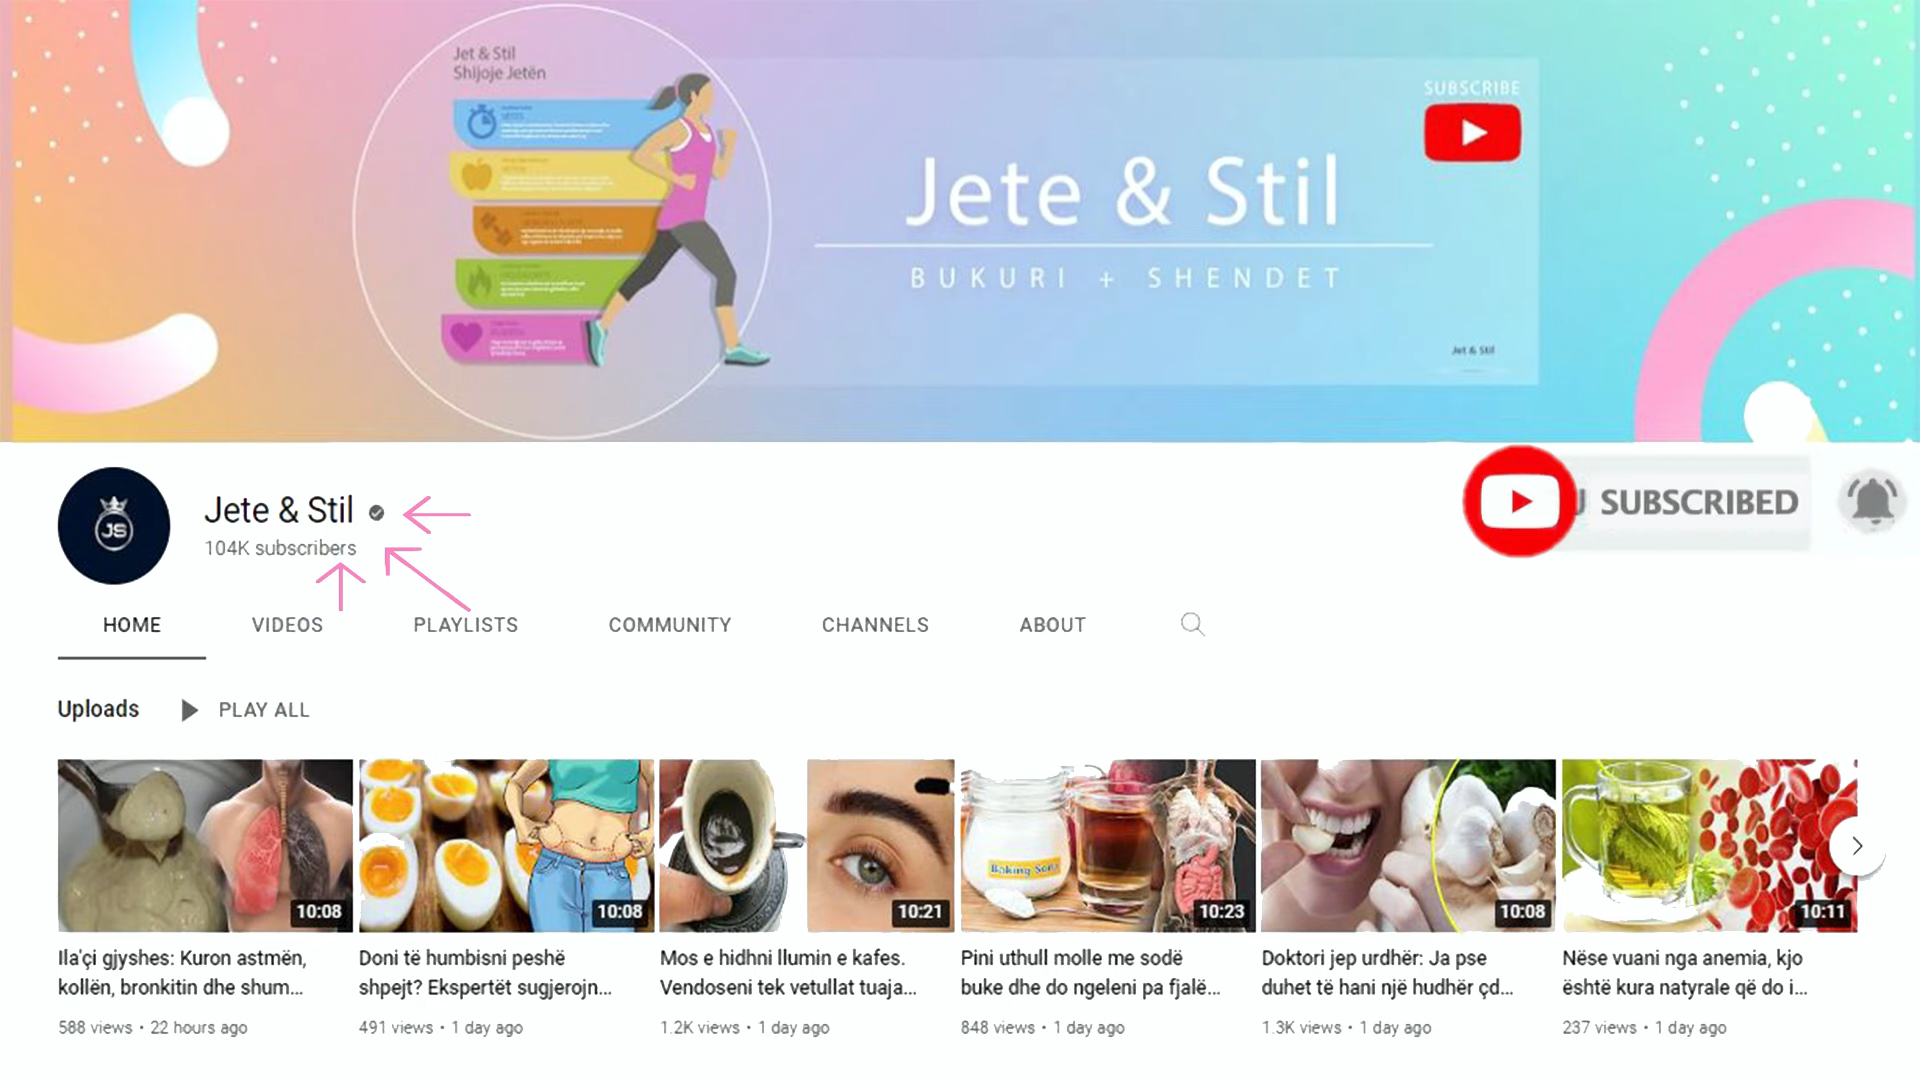 Jet & Stil
Shijoje Jetën
SUBSCRIBE
Jete & Stil
BUKURI + SHENDET
Jet & Stil
JS
Jete & Stil
104K subscribers
SUBSCRIBED
HOME VIDEOS PLAYLISTS COMMUNITY CHANNELS ABOUT
Uploads PLAY ALL
Baking Soda
10:08 10:08 10:21 10:23 10:08 10:11
Ila'çi gjyshes: Kuron astmën,
kollën, bronkitin dhe shum...
588 views • 22 hours ago
Doni të humbisni peshë
shpejt? Ekspertët sugjerojn...
491 views • 1 day ago
Mos e hidhni llumin e kafes.
Vendoseni tek vetullat tuaja...
1.2K views • 1 day ago
Pini uthull molle me sodë
buke dhe do ngeleni pa fjalë...
848 views • 1 day ago
Doktori jep urdhër: Ja pse
duhet të hani një hudhër çd...
1.3K views • 1 day ago
Nëse vuani nga anemia, kjo
është kura natyrale që do i...
237 views • 1 day ago